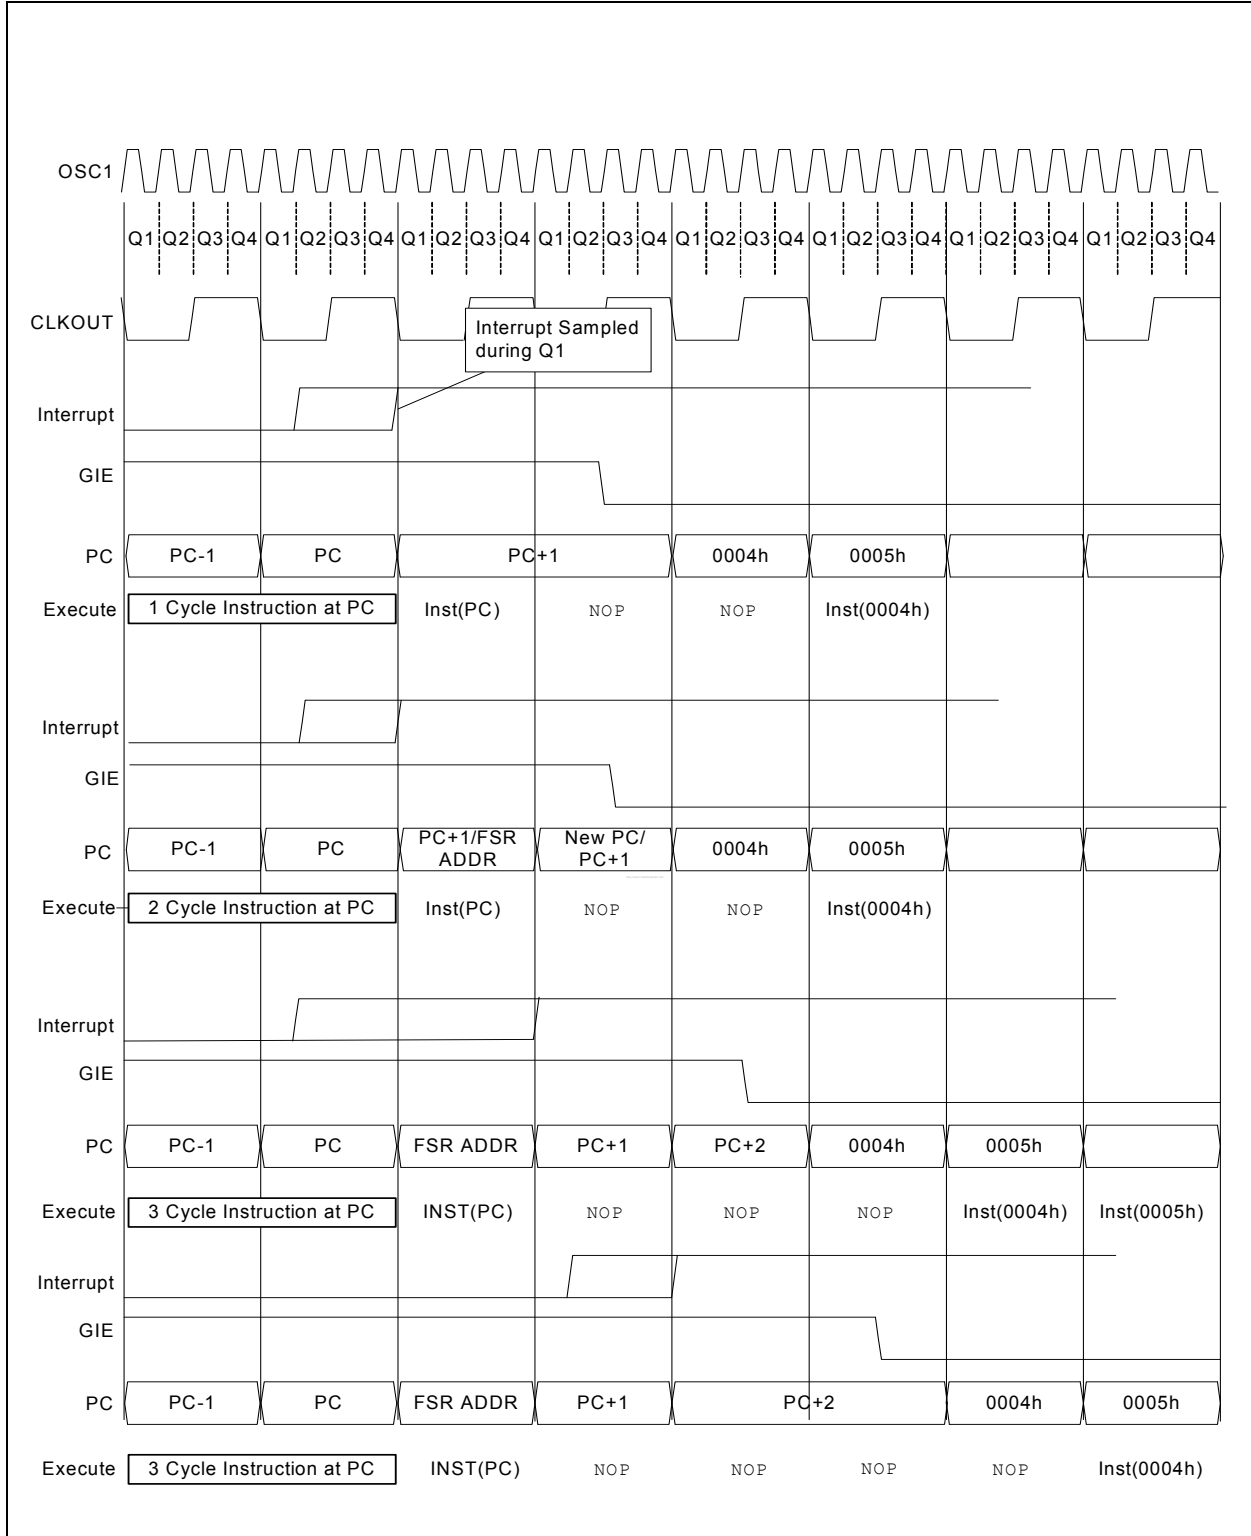 OSC1
Q1 Q2 Q3 Q4 Q1 Q2 Q3 Q4 Q1 Q2 Q3 Q4 Q1 Q2 Q3 Q4 Q1 Q2 Q3 Q4 Q1 Q2 Q3 Q4 Q1 Q2 Q3 Q4 Q1 Q2 Q3 Q4
CLKOUT
Interrupt Sampled
during Q1
Interrupt
GIE
PC PC-1 PC PC+1 0004h 0005h
Execute 1 Cycle Instruction at PC Inst(PC) NOP NOP Inst(0004h)
Interrupt
GIE
PC PC-1 PC PC+1/FSR ADDR New PC/ PC+1 0004h 0005h
Execute 2 Cycle Instruction at PC Inst(PC) NOP NOP Inst(0004h)
Interrupt
GIE
PC PC-1 PC FSR ADDR PC+1 PC+2 0004h 0005h
Execute 3 Cycle Instruction at PC INST(PC) NOP NOP NOP Inst(0004h) Inst(0005h)
Interrupt
GIE
PC PC-1 PC FSR ADDR PC+1 PC+2 0004h 0005h
Execute 3 Cycle Instruction at PC INST(PC) NOP NOP NOP NOP Inst(0004h)